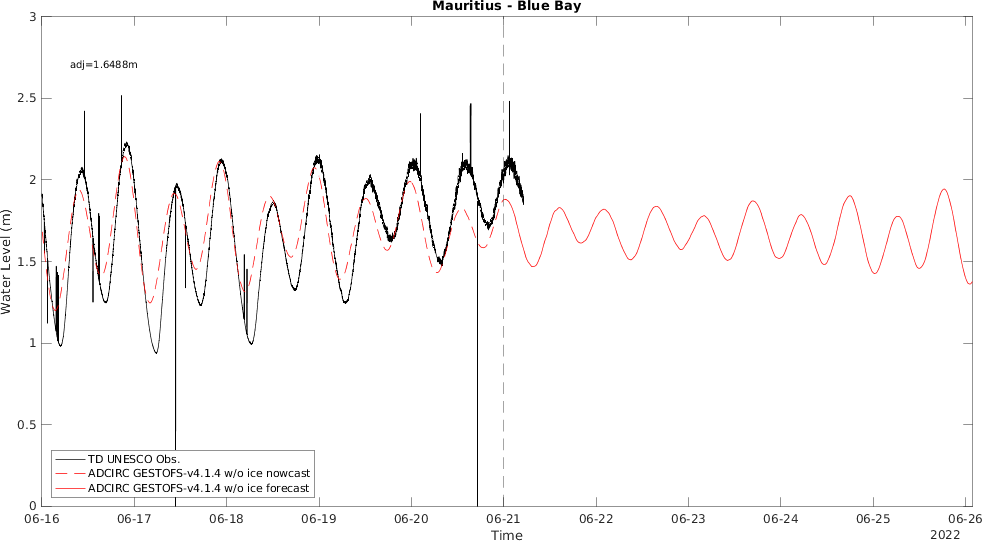 Mauritius - Blue Bay
adj=1.6488m
Water Level (m)
3
2.5
2
1.5
1
0.5
0
TD UNESCO Obs.
ADCIRC GESTOFS-v4.1.4 w/o ice nowcast
ADCIRC GESTOFS-v4.1.4 w/o ice forecast
06-16 06-17 06-18 06-19 06-20 06-21 06-22 06-23 06-24 06-25 06-26
Time
2022